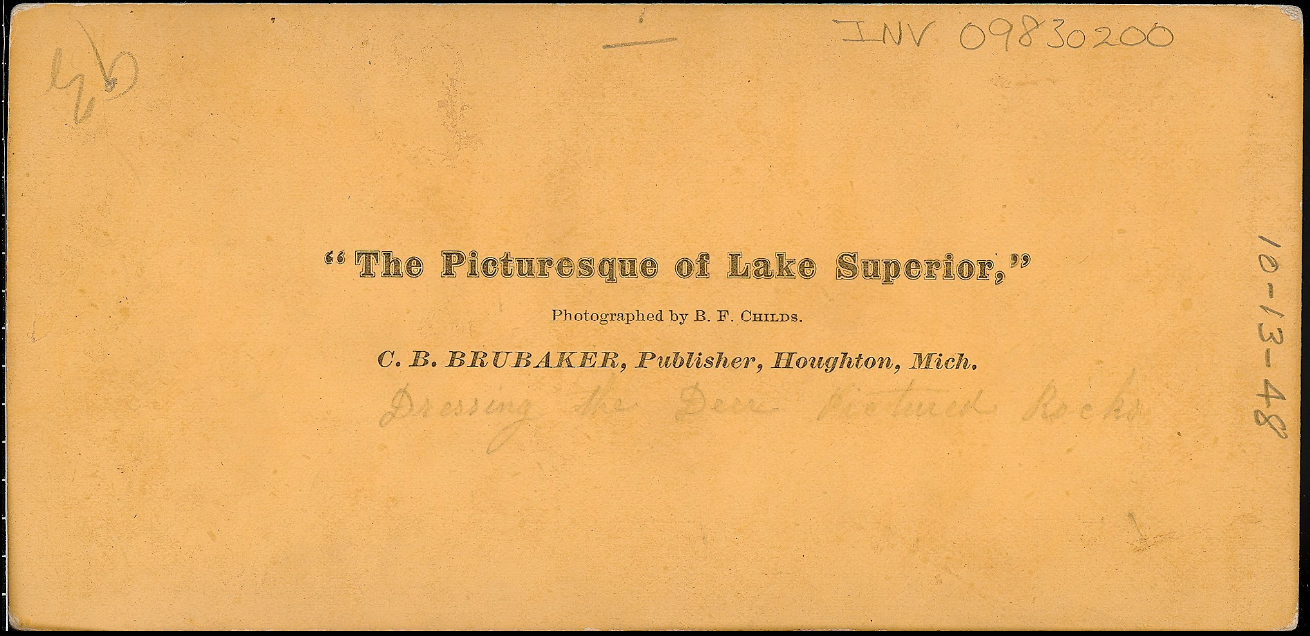 INV 09830200
“The Picturesque of Lake Superior,”
Photographed by B. F. CHILDS.
C. B. BRUBAKER, Publisher, Houghton, Mich.
Dressing the Deer Pictured Rocks
10-13-48